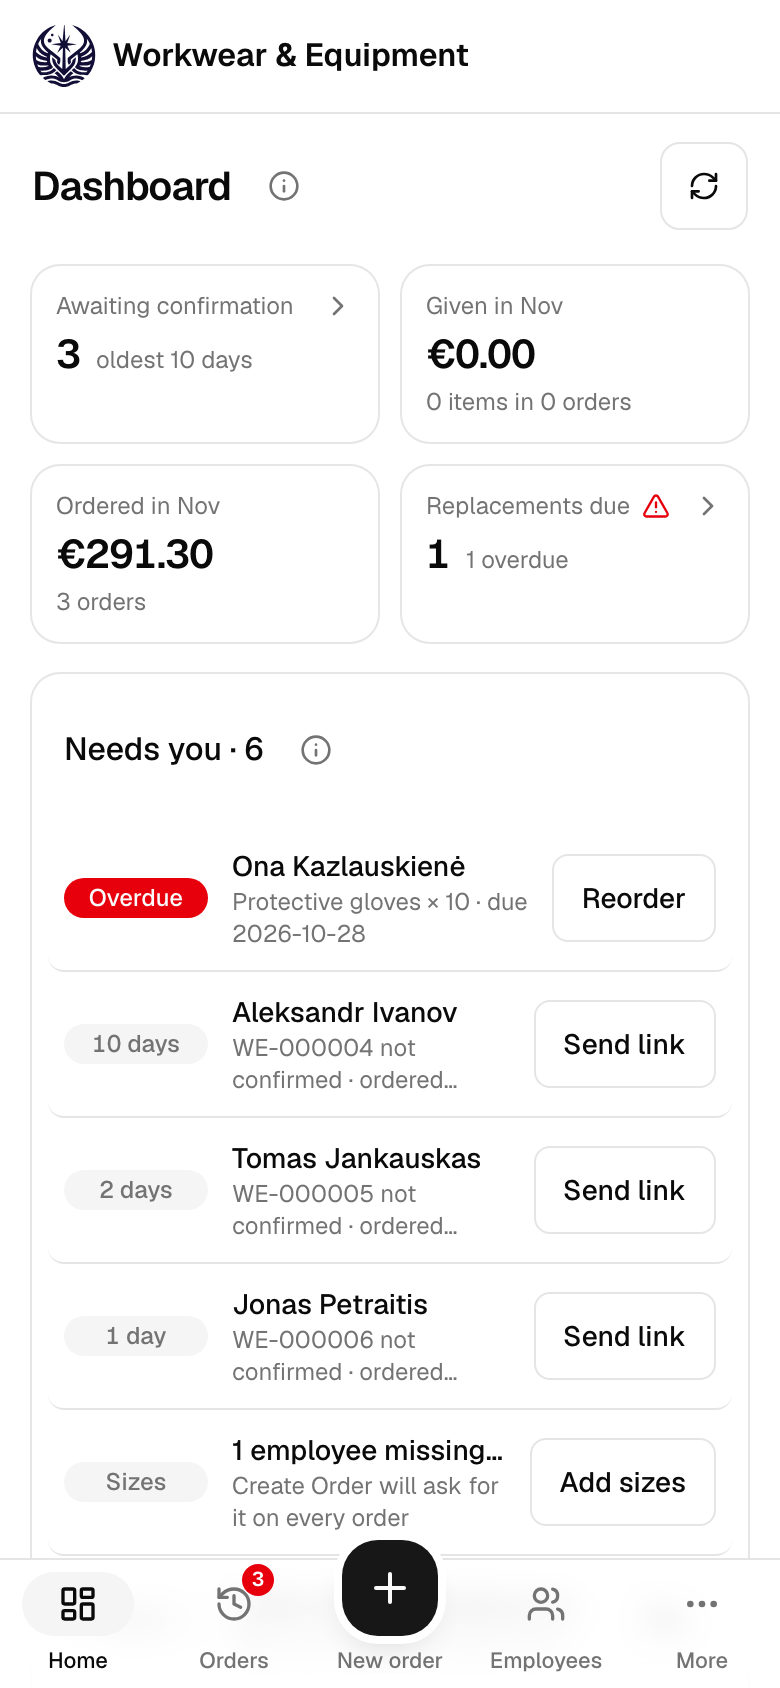 Workwear & Equipment
Dashboard
Awaiting confirmation
3 oldest 10 days
Given in Nov
€0.00
0 items in 0 orders
Ordered in Nov
€291.30
3 orders
Replacements due
1 1 overdue
Needs you · 6
Overdue
Ona Kazlauskienė
Protective gloves × 10 · due
2026-10-28
Reorder
10 days
Aleksandr Ivanov
WE-000004 not
confirmed · ordered...
Send link
2 days
Tomas Jankauskas
WE-000005 not
confirmed · ordered...
Send link
1 day
Jonas Petraitis
WE-000006 not
confirmed · ordered...
Send link
Sizes
1 employee missing...
Create Order will ask for
it on every order
Add sizes
3
Home
Orders
New order
Employees
More